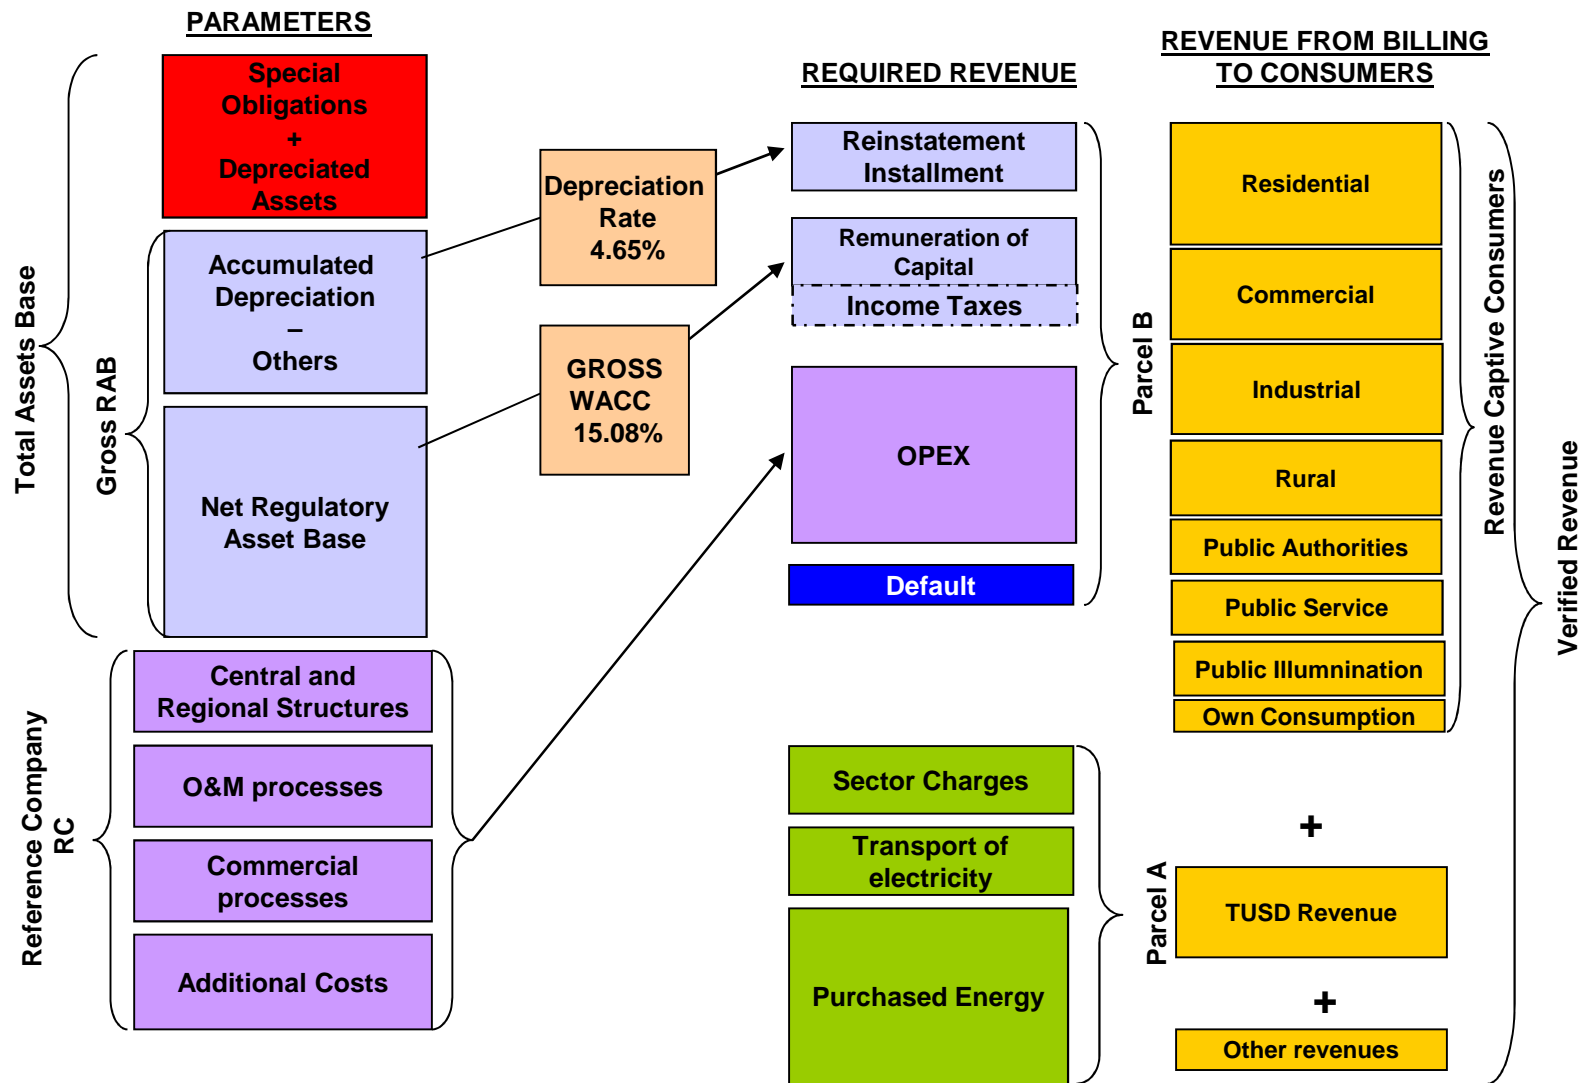 PARAMETERS
Special
Obligations
+
Depreciated
Assets
Accumulated
Depreciation
–
Others
Net Regulatory
Asset Base
Total Assets Base
Gross RAB
Central and
Regional Structures
O&M processes
Commercial
processes
Additional Costs
Reference Company
RC
Depreciation
Rate
4.65%
GROSS
WACC
15.08%
REQUIRED REVENUE
Reinstatement
Installment
Remuneration of
Capital
Income Taxes
OPEX
Default
Parcel B
Sector Charges
Transport of
electricity
Purchased Energy
Parcel A
REVENUE FROM BILLING
TO CONSUMERS
Residential
Commercial
Industrial
Rural
Public Authorities
Public Service
Public Illumnination
Own Consumption
Revenue Captive Consumers
+
TUSD Revenue
+
Other revenues
Verified Revenue